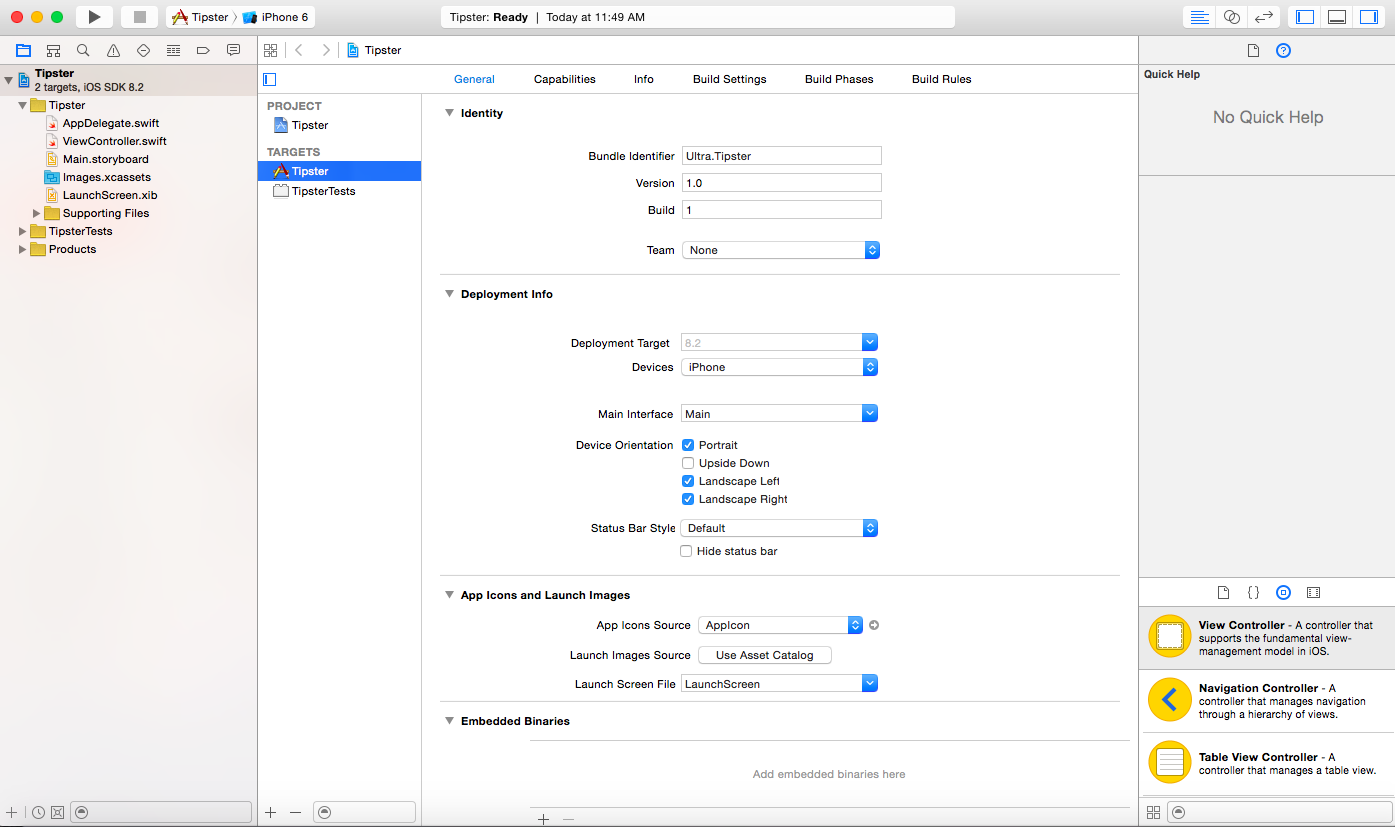 Tipster 〉 iPhone 6
Tipster: Ready | Today at 11:49 AM
Tipster
2 targets, iOS SDK 8.2
Tipster
AppDelegate.swift
ViewController.swift
Main.storyboard
Images.xcassets
LaunchScreen.xib
Supporting Files
TipsterTests
Products
Tipster
General Capabilities Info Build Settings Build Phases Build Rules
PROJECT
Tipster
TARGETS
Tipster
TipsterTests
Identity
Bundle Identifier Ultra.Tipster
Version 1.0
Build 1
Team None
Deployment Info
Deployment Target 8.2
Devices iPhone
Main Interface Main
Device Orientation Portrait
Upside Down
Landscape Left
Landscape Right
Status Bar Style Default
Hide status bar
App Icons and Launch Images
App Icons Source AppIcon
Launch Images Source Use Asset Catalog
Launch Screen File LaunchScreen
Embedded Binaries
Add embedded binaries here
Quick Help
No Quick Help
{}
View Controller - A controller that
supports the fundamental view-
management model in iOS.
Navigation Controller - A
controller that manages navigation
through a hierarchy of views.
Table View Controller - A
controller that manages a table view.